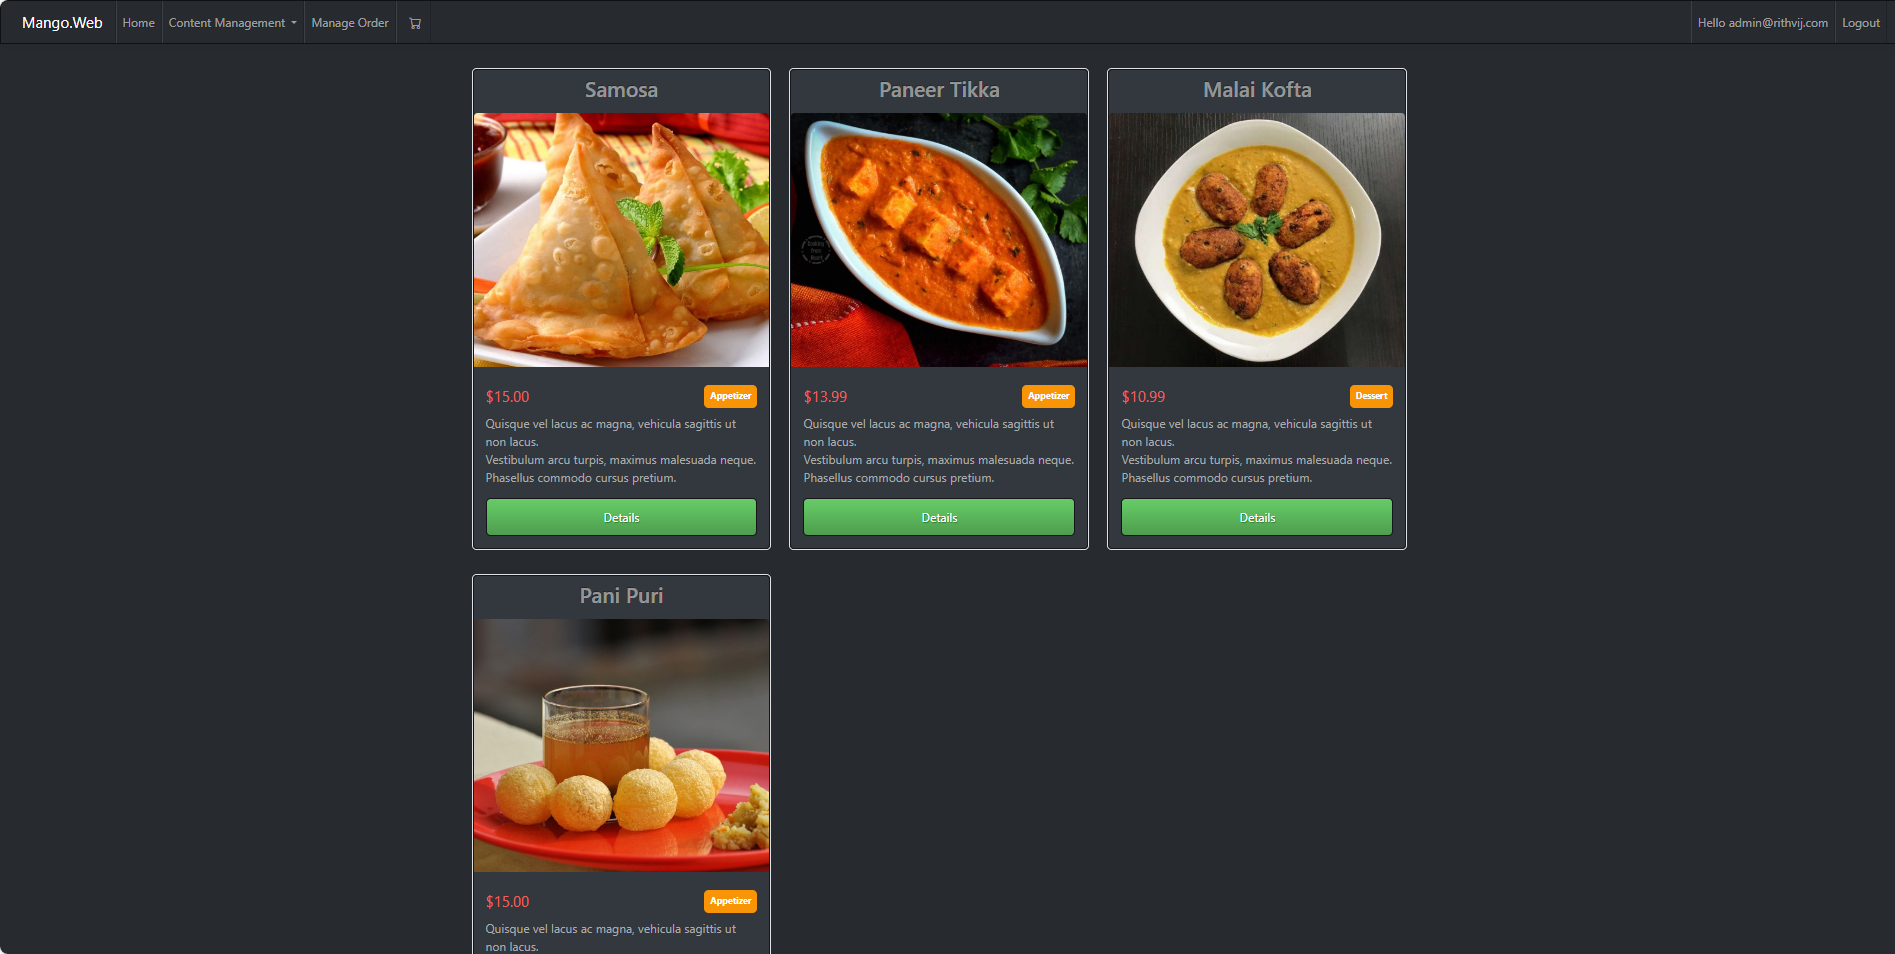 Mango.Web
Home
Content Management
Manage Order
Hello admin@rithvij.com
Logout
Samosa
$15.00
Appetizer
Quisque vel lacus ac magna, vehicula sagittis ut
non lacus.
Vestibulum arcu turpis, maximus malesuada neque.
Phasellus commodo cursus pretium.
Details
Paneer Tikka
$13.99
Appetizer
Quisque vel lacus ac magna, vehicula sagittis ut
non lacus.
Vestibulum arcu turpis, maximus malesuada neque.
Phasellus commodo cursus pretium.
Details
Malai Kofta
$10.99
Dessert
Quisque vel lacus ac magna, vehicula sagittis ut
non lacus.
Vestibulum arcu turpis, maximus malesuada neque.
Phasellus commodo cursus pretium.
Details
Pani Puri
$15.00
Appetizer
Quisque vel lacus ac magna, vehicula sagittis ut
non lacus.